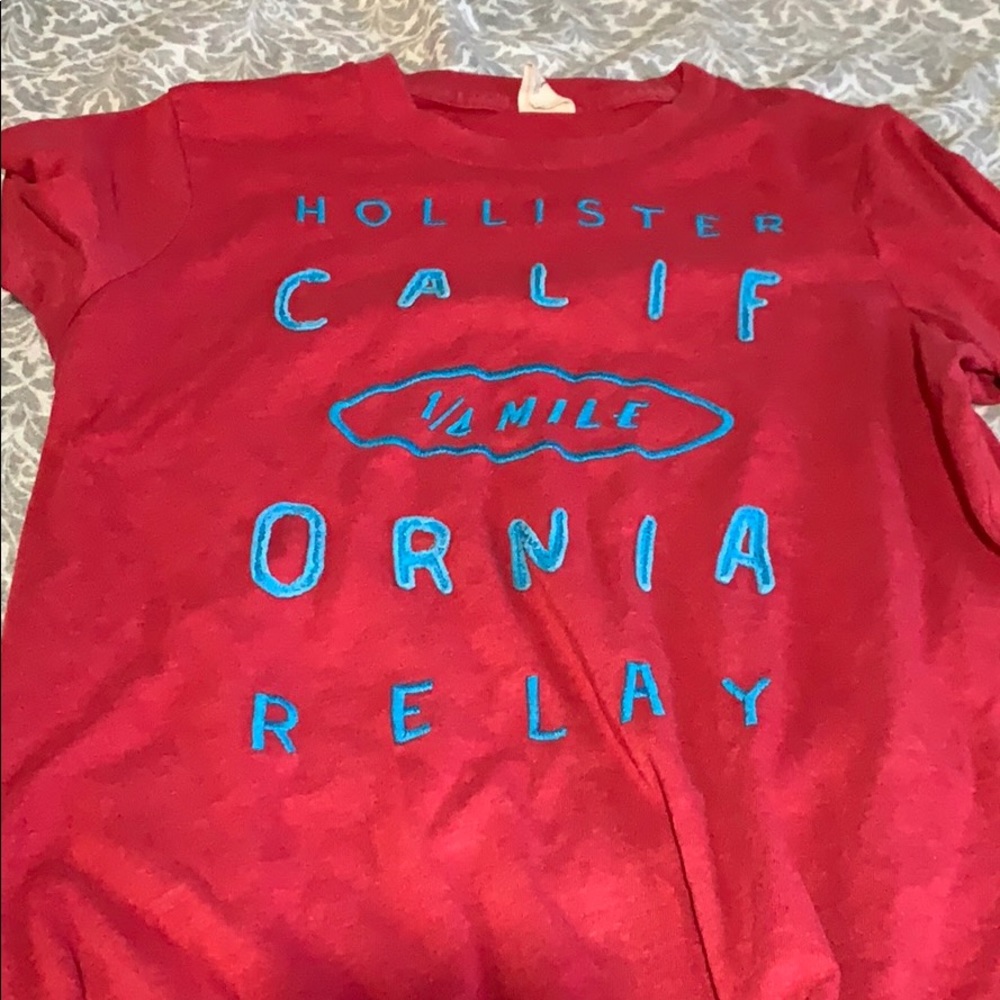 HOLLISTER
CALIF
1/4 MILE
ORNIA
RELAY